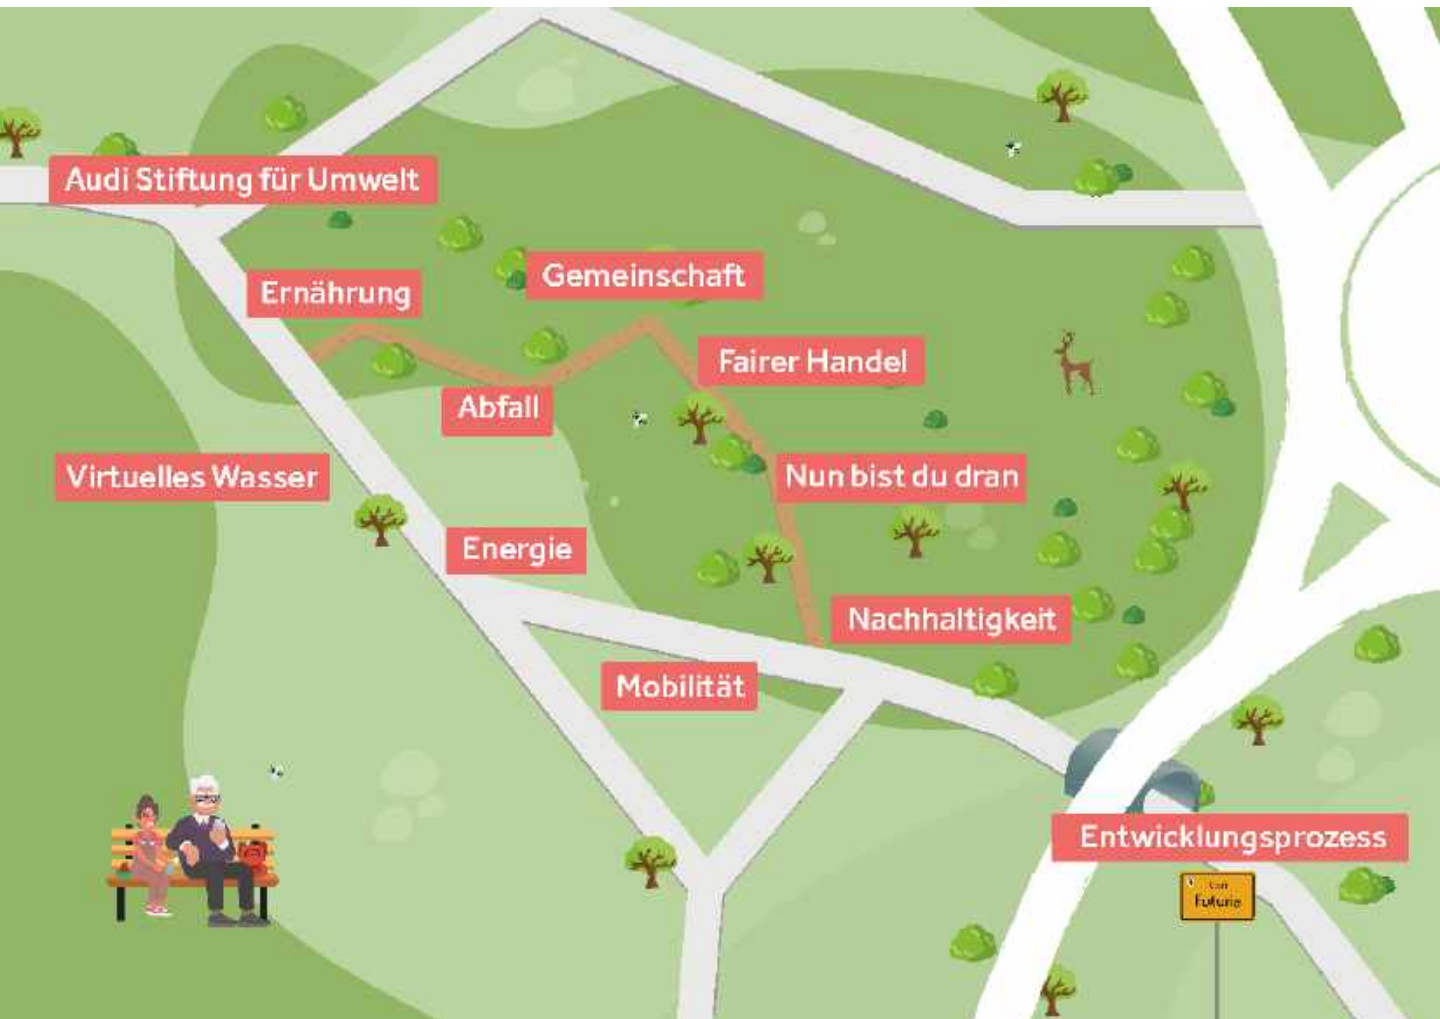 Audi Stiftung für Umwelt
Ernährung
Gemeinschaft
Fairer Handel
Abfall
Virtuelles Wasser
Nun bist du dran
Energie
Nachhaltigkeit
Mobilität
Entwicklungsprozess
Futuria